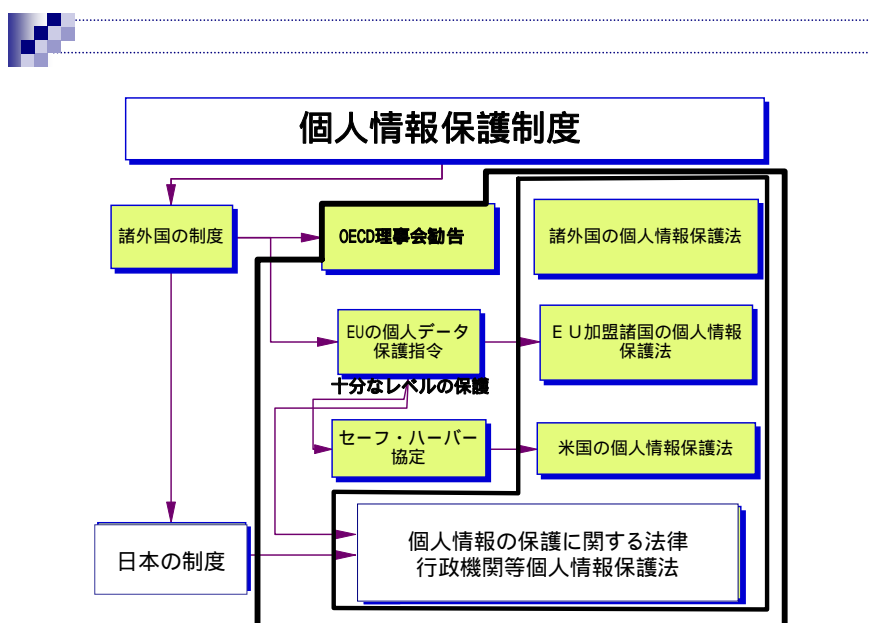 個人情報保護制度
諸外国の制度
OECD理事会勧告
諸外国の個人情報保護法
EUの個人データ
保護指令
ＥＵ加盟諸国の個人情報
保護法
十分なレベルの保護
セーフ・ハーバー
協定
米国の個人情報保護法
日本の制度
個人情報の保護に関する法律
行政機関等個人情報保護法